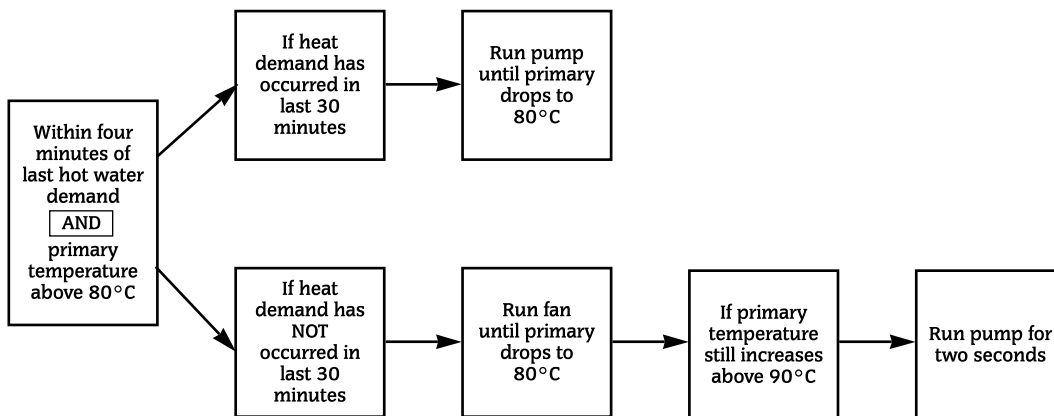 Within four
minutes of
last hot water
demand
AND
primary
temperature
above 80°C
If heat
demand has
occurred in
last 30
minutes
Run pump
until primary
drops to
80°C
If heat
demand has
NOT
occurred in
last 30
minutes
Run fan
until primary
drops to
80°C
If primary
temperature
still increases
above 90°C
Run pump for
two seconds